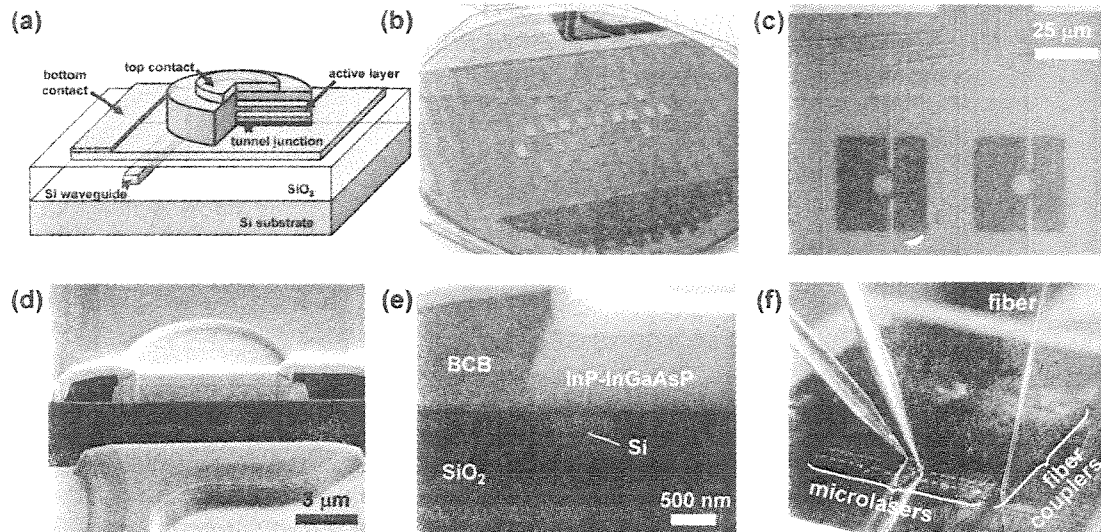 (a)
top contact
active layer
bottom
contact
tunnel junction
Si waveguide
SiO₂
Si substrate
(b)
(c)
25 µm
(d)
3 µm
(e)
BCB
InP-InGaAsP
Si
SiO₂
500 nm
(f)
fiber
microlasers
fiber
couplers